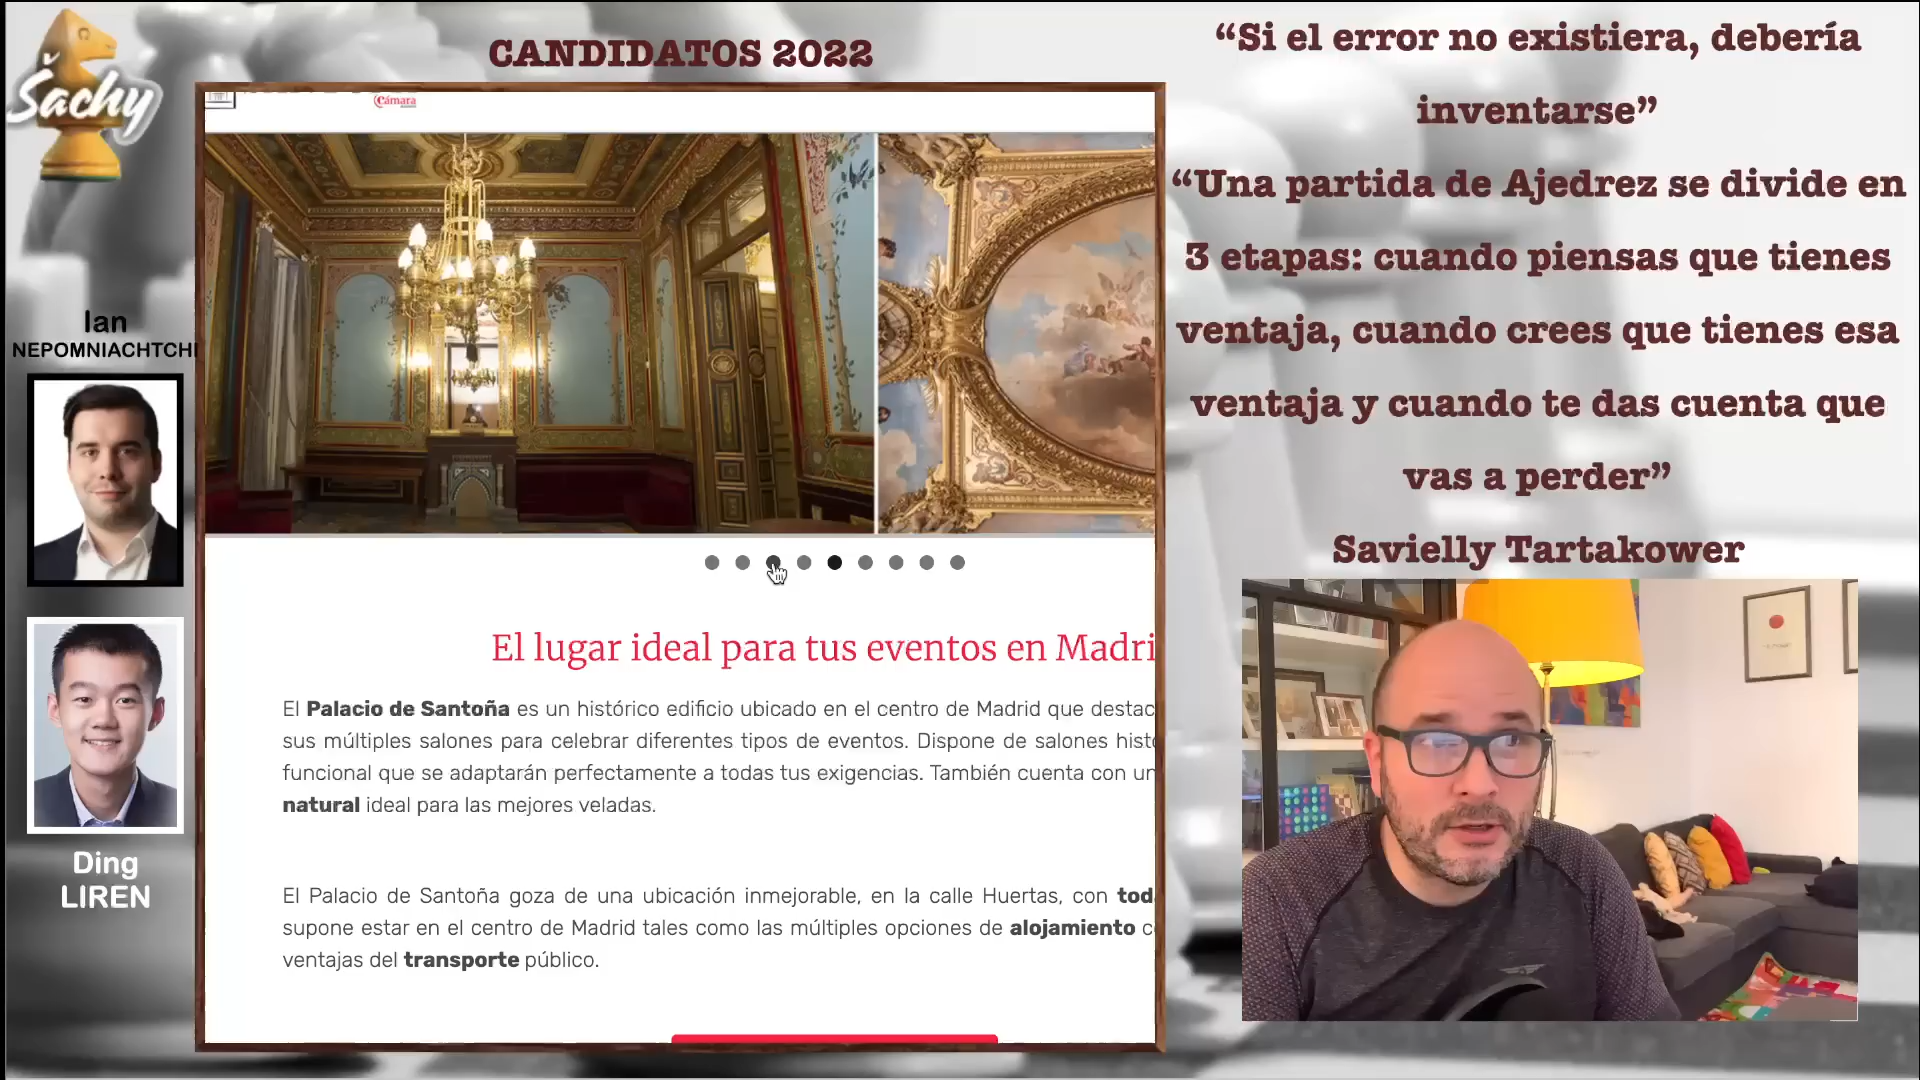 Šachy
CANDIDATOS 2022
Ian
NEPOMNIACHTCHI
Ding
LIREN
Cámara
El lugar ideal para tus eventos en Madri
El Palacio de Santoña es un histórico edificio ubicado en el centro de Madrid que destac
sus múltiples salones para celebrar diferentes tipos de eventos. Dispone de salones histo
funcional que se adaptarán perfectamente a todas tus exigencias. También cuenta con un
natural ideal para las mejores veladas.
El Palacio de Santoña goza de una ubicación inmejorable, en la calle Huertas, con tod
supone estar en el centro de Madrid tales como las múltiples opciones de alojamiento c
ventajas del transporte público.
“Si el error no existiera, debería
inventarse”
“Una partida de Ajedrez se divide en
3 etapas: cuando piensas que tienes
ventaja, cuando crees que tienes esa
ventaja y cuando te das cuenta que
vas a perder”
Savielly Tartakower